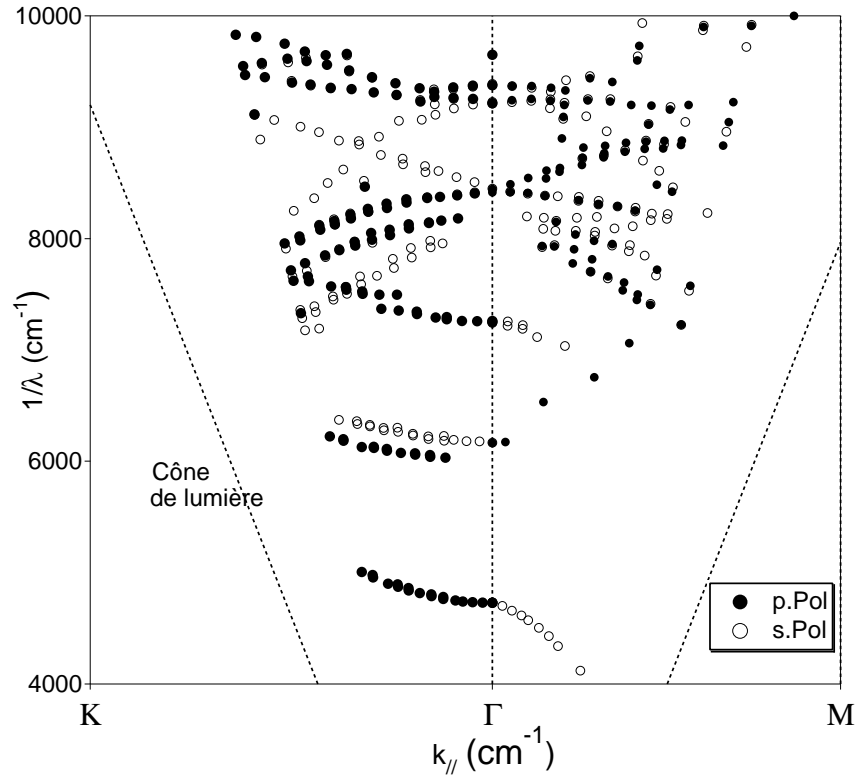 10000
8000
6000
4000
1/λ (cm⁻¹)
Cône
de lumière
p.Pol
s.Pol
K
Γ
M
k// (cm⁻¹)